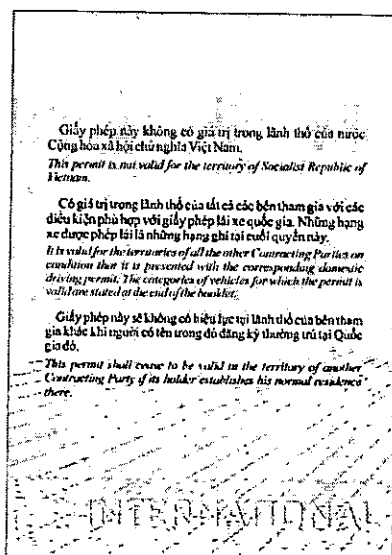 Giấy phép này không có giá trị trong lãnh thổ của nước
Cộng hòa xã hội chủ nghĩa Việt Nam.
This permit is not valid for the territory of Socialist Republic of
Vietnam.
Có giá trị trong lãnh thổ của tất cả các bên tham gia với các
điều kiện phù hợp với giấy phép lái xe quốc gia. Những hạng
xe được phép lái là những hạng ghi tại cuối quyển này.
It is valid for the territories of all the other Contracting Parties on
condition that it is presented with the corresponding domestic
driving permit. The categories of vehicles for which the permit is
valid are stated at the end of the booklet.
Giấy phép này sẽ không có hiệu lực tại lãnh thổ của bên tham
gia khác khi người có tên trong đó đăng ký thường trú tại Quốc
gia đó.
This permit shall cease to be valid in the territory of another
Contracting Party if its holder establishes his normal residence
there.
INTERNATIONAL